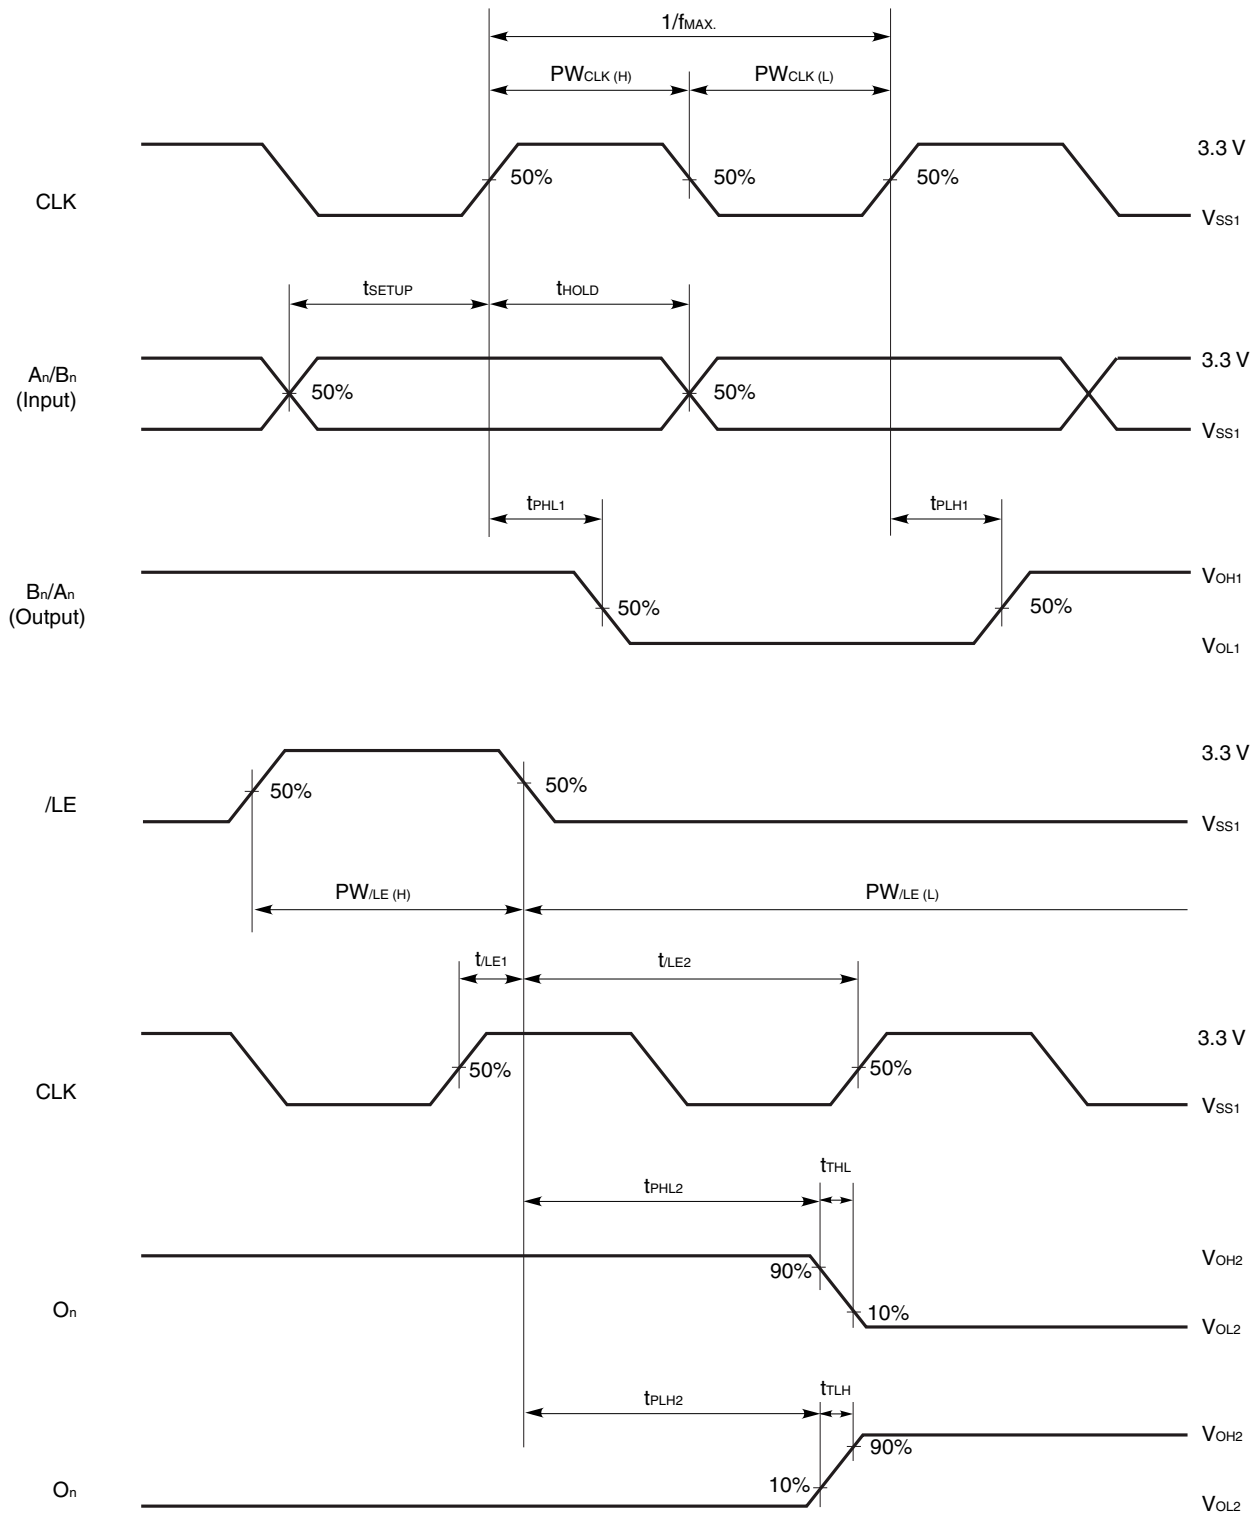 1/fMAX.
PWCLK (H) PWCLK (L)
CLK 50% 50% 50% 3.3 V
VSS1
tSETUP tHOLD
An/Bn
(Input) 50% 50% 3.3 V
VSS1
tPHL1 tPLH1
Bn/An
(Output) 50% 50% VOH1
VOL1
/LE 50% 50% 3.3 V
VSS1
PW/LE (H) PW/LE (L)
t/LE1 t/LE2
CLK 50% 50% 3.3 V
VSS1
tTHL
tPHL2
90% VOH2
On 10% VOL2
tTLH
tPLH2
90% VOH2
On 10% VOL2